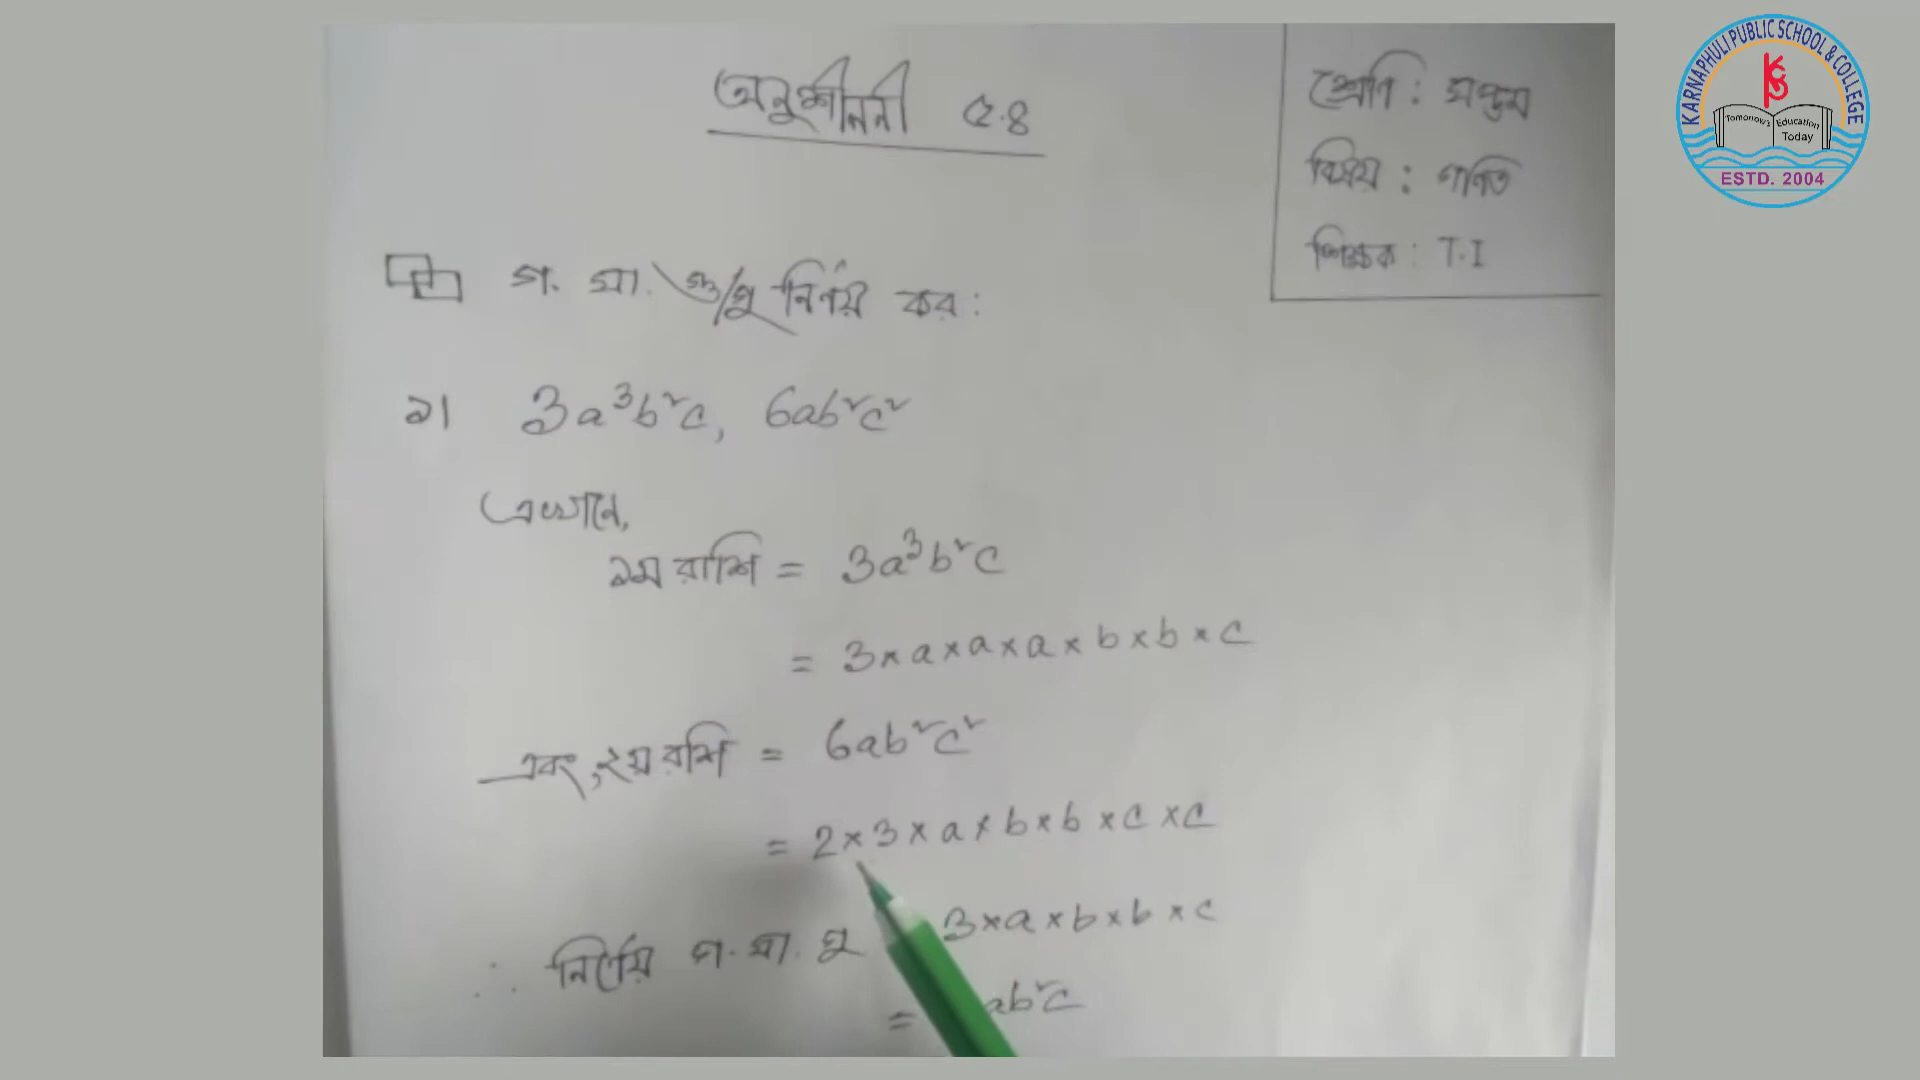 অনুশীলনী ৫.৪
শ্রেণি : সপ্তম
বিষয় : গণিত
শিক্ষক : T.I
KARNAPHULI PUBLIC SCHOOL & COLLEGE
Tomorrow's Education Today
ESTD. 2004
গ. সা. গু নির্ণয় কর :
১। 3a³b²c, 6ab²c²
এখানে,
১ম রাশি = 3a³b²c
= 3×a×a×a×b×b×c
এবং, ২য় রাশি = 6ab²c²
= 2×3×a×b×b×c×c
∴ নির্ণেয় গ. সা. গু 3×a×b×b×c
= ab²c